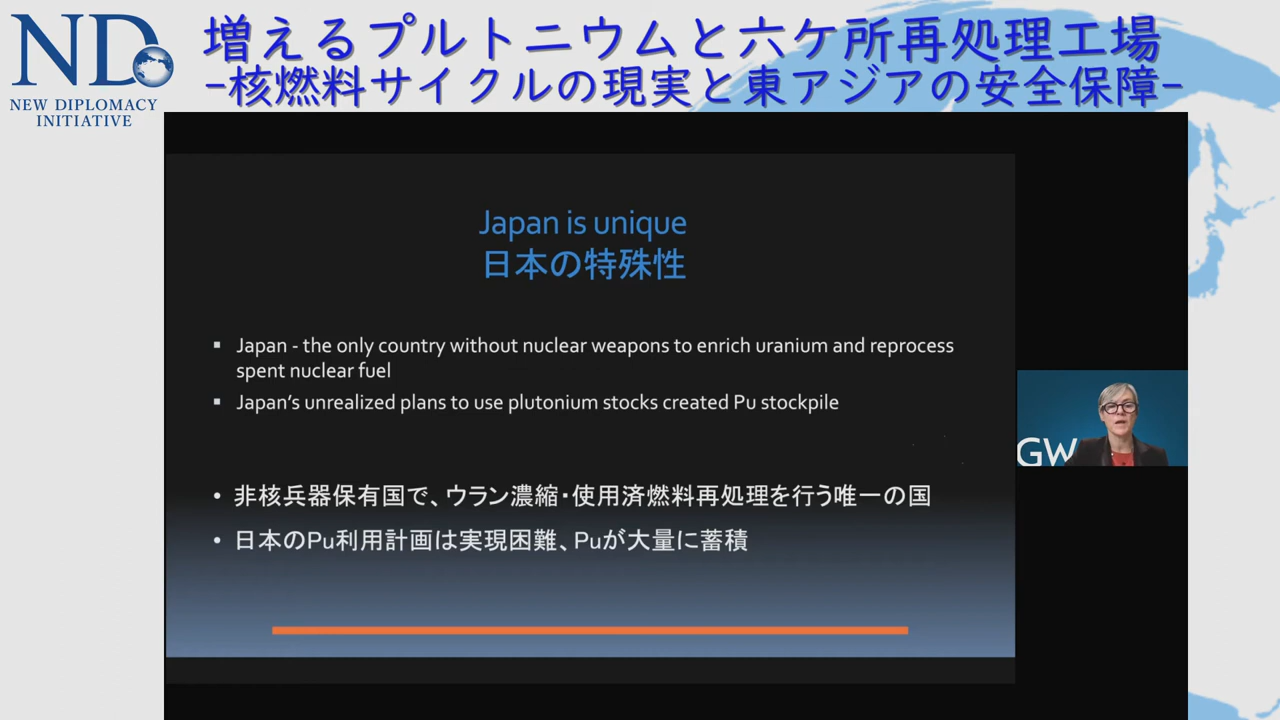 ND
NEW DIPLOMACY
INITIATIVE
増えるプルトニウムと六ケ所再処理工場
-核燃料サイクルの現実と東アジアの安全保障-
Japan is unique
日本の特殊性
▪ Japan - the only country without nuclear weapons to enrich uranium and reprocess
spent nuclear fuel
▪ Japan's unrealized plans to use plutonium stocks created Pu stockpile
• 非核兵器保有国で、ウラン濃縮・使用済燃料再処理を行う唯一の国
• 日本のPu利用計画は実現困難、Puが大量に蓄積
GW